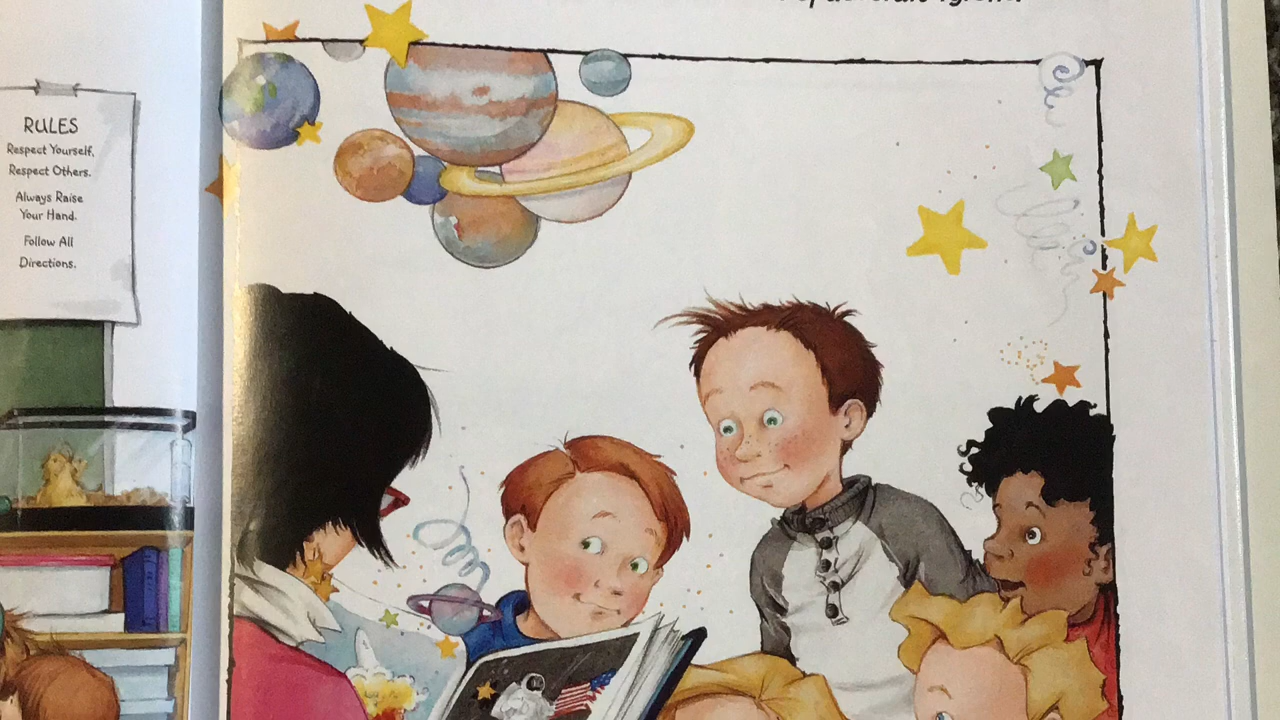 RULES
Respect Yourself,
Respect Others.
Always Raise
Your Hand.
Follow All
Directions.